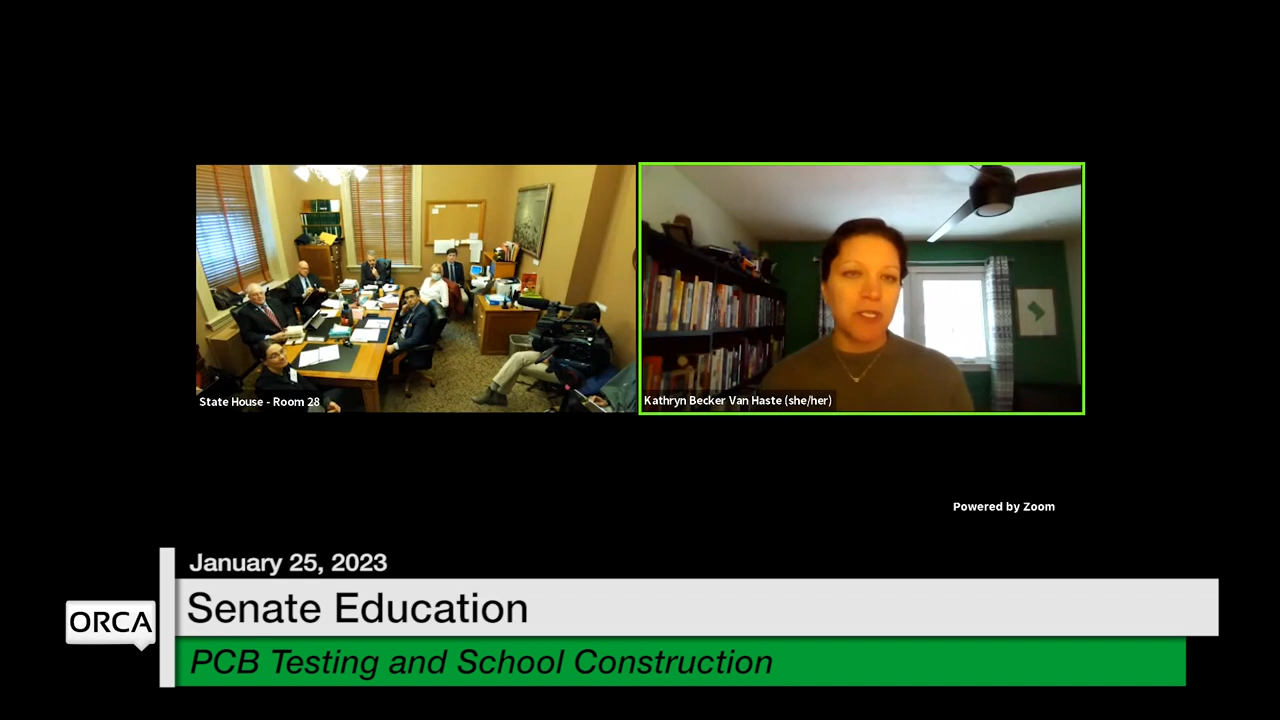 State House - Room 28
Kathryn Becker Van Haste (she/her)
Powered by Zoom
January 25, 2023
Senate Education
ORCA
PCB Testing and School Construction